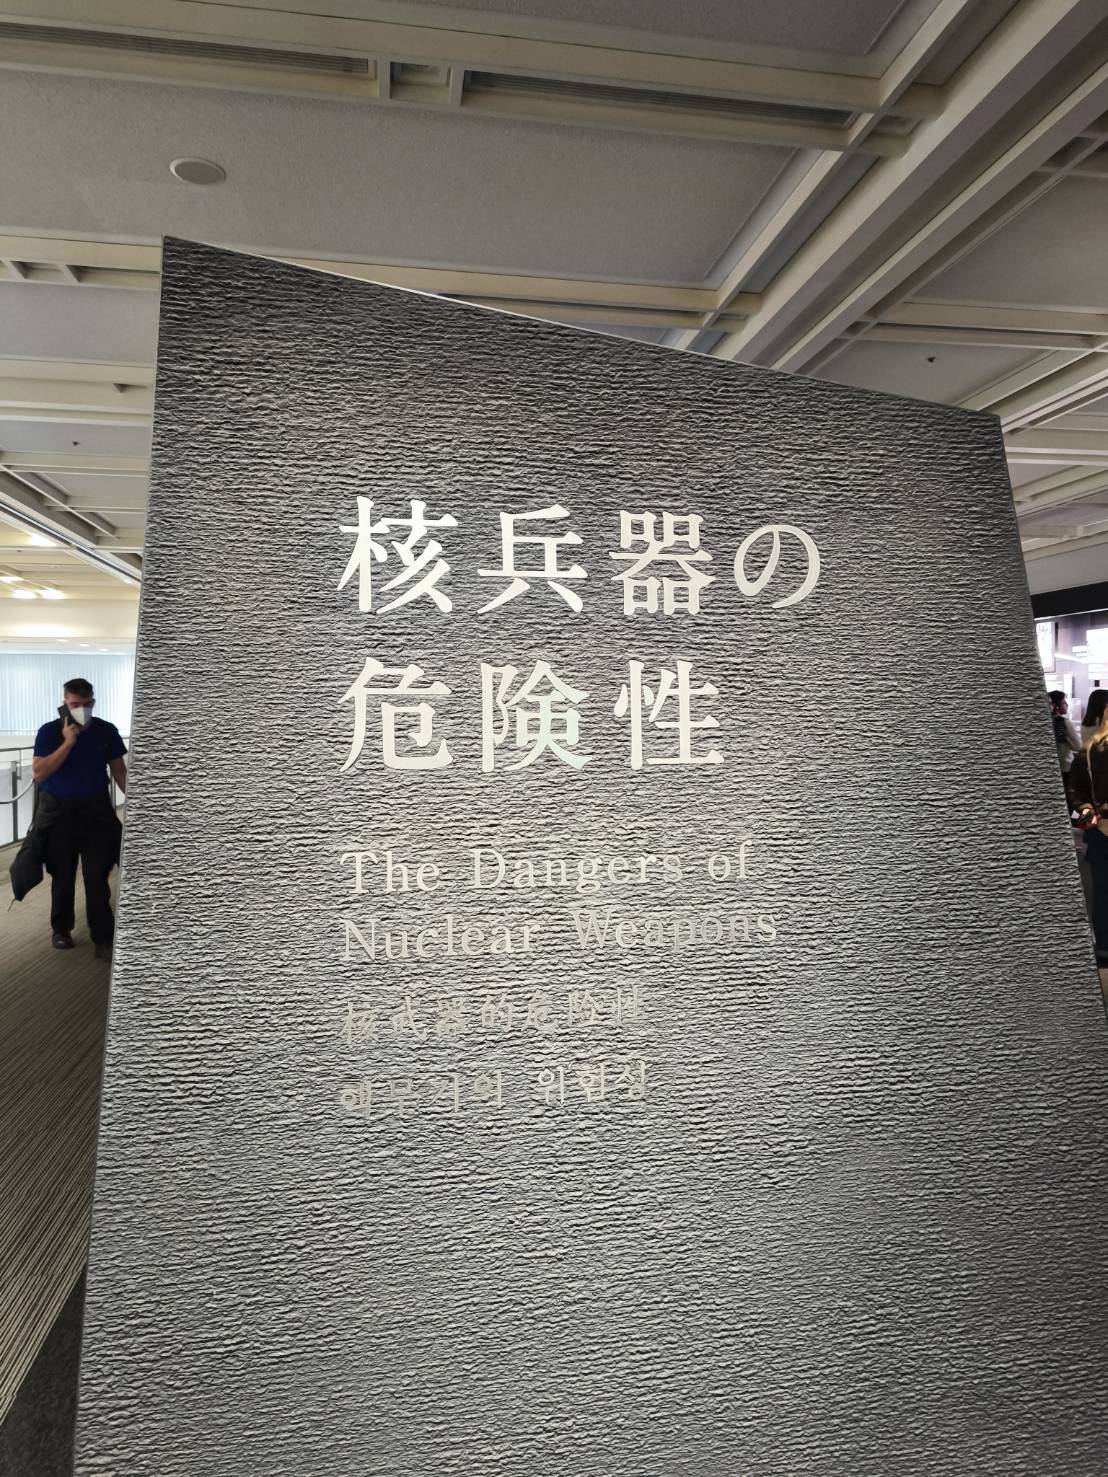 核兵器の
危険性
The Dangers of
Nuclear Weapons
核武器的危险性
핵무기의 위험성